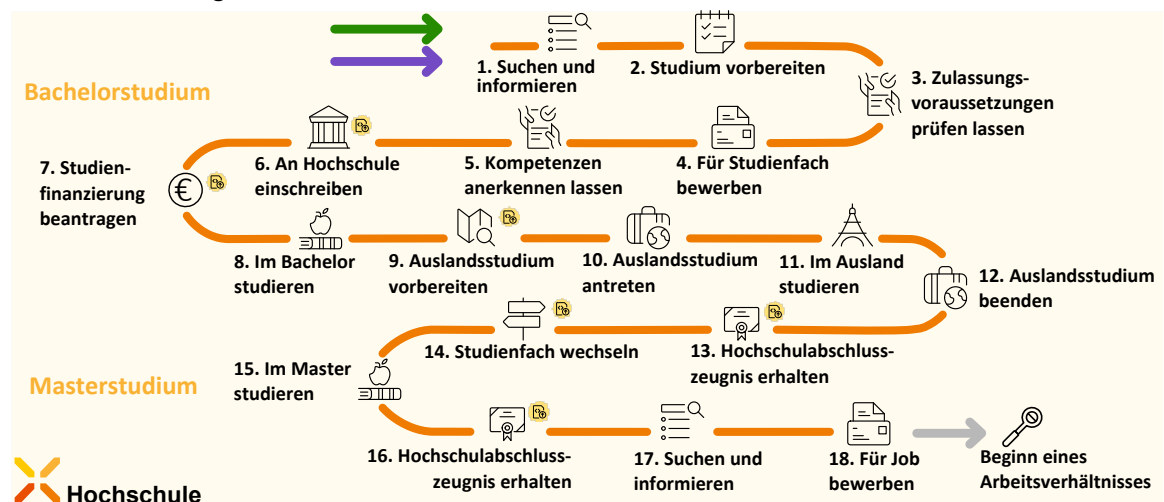 1. Suchen und
informieren
2. Studium vorbereiten
3. Zulassungs-
voraussetzungen
prüfen lassen
Bachelorstudium
7. Studien-
finanzierung
beantragen
6. An Hochschule
einschreiben
5. Kompetenzen
anerkennen lassen
4. Für Studienfach
bewerben
€
8. Im Bachelor
studieren
9. Auslandsstudium
vorbereiten
10. Auslandsstudium
antreten
11. Im Ausland
studieren
12. Auslandsstudium
beenden
14. Studienfach wechseln
13. Hochschulabschluss-
zeugnis erhalten
15. Im Master
studieren
Masterstudium
16. Hochschulabschluss-
zeugnis erhalten
17. Suchen und
informieren
18. Für Job
bewerben
Beginn eines
Arbeitsverhältnisses
Hochschule